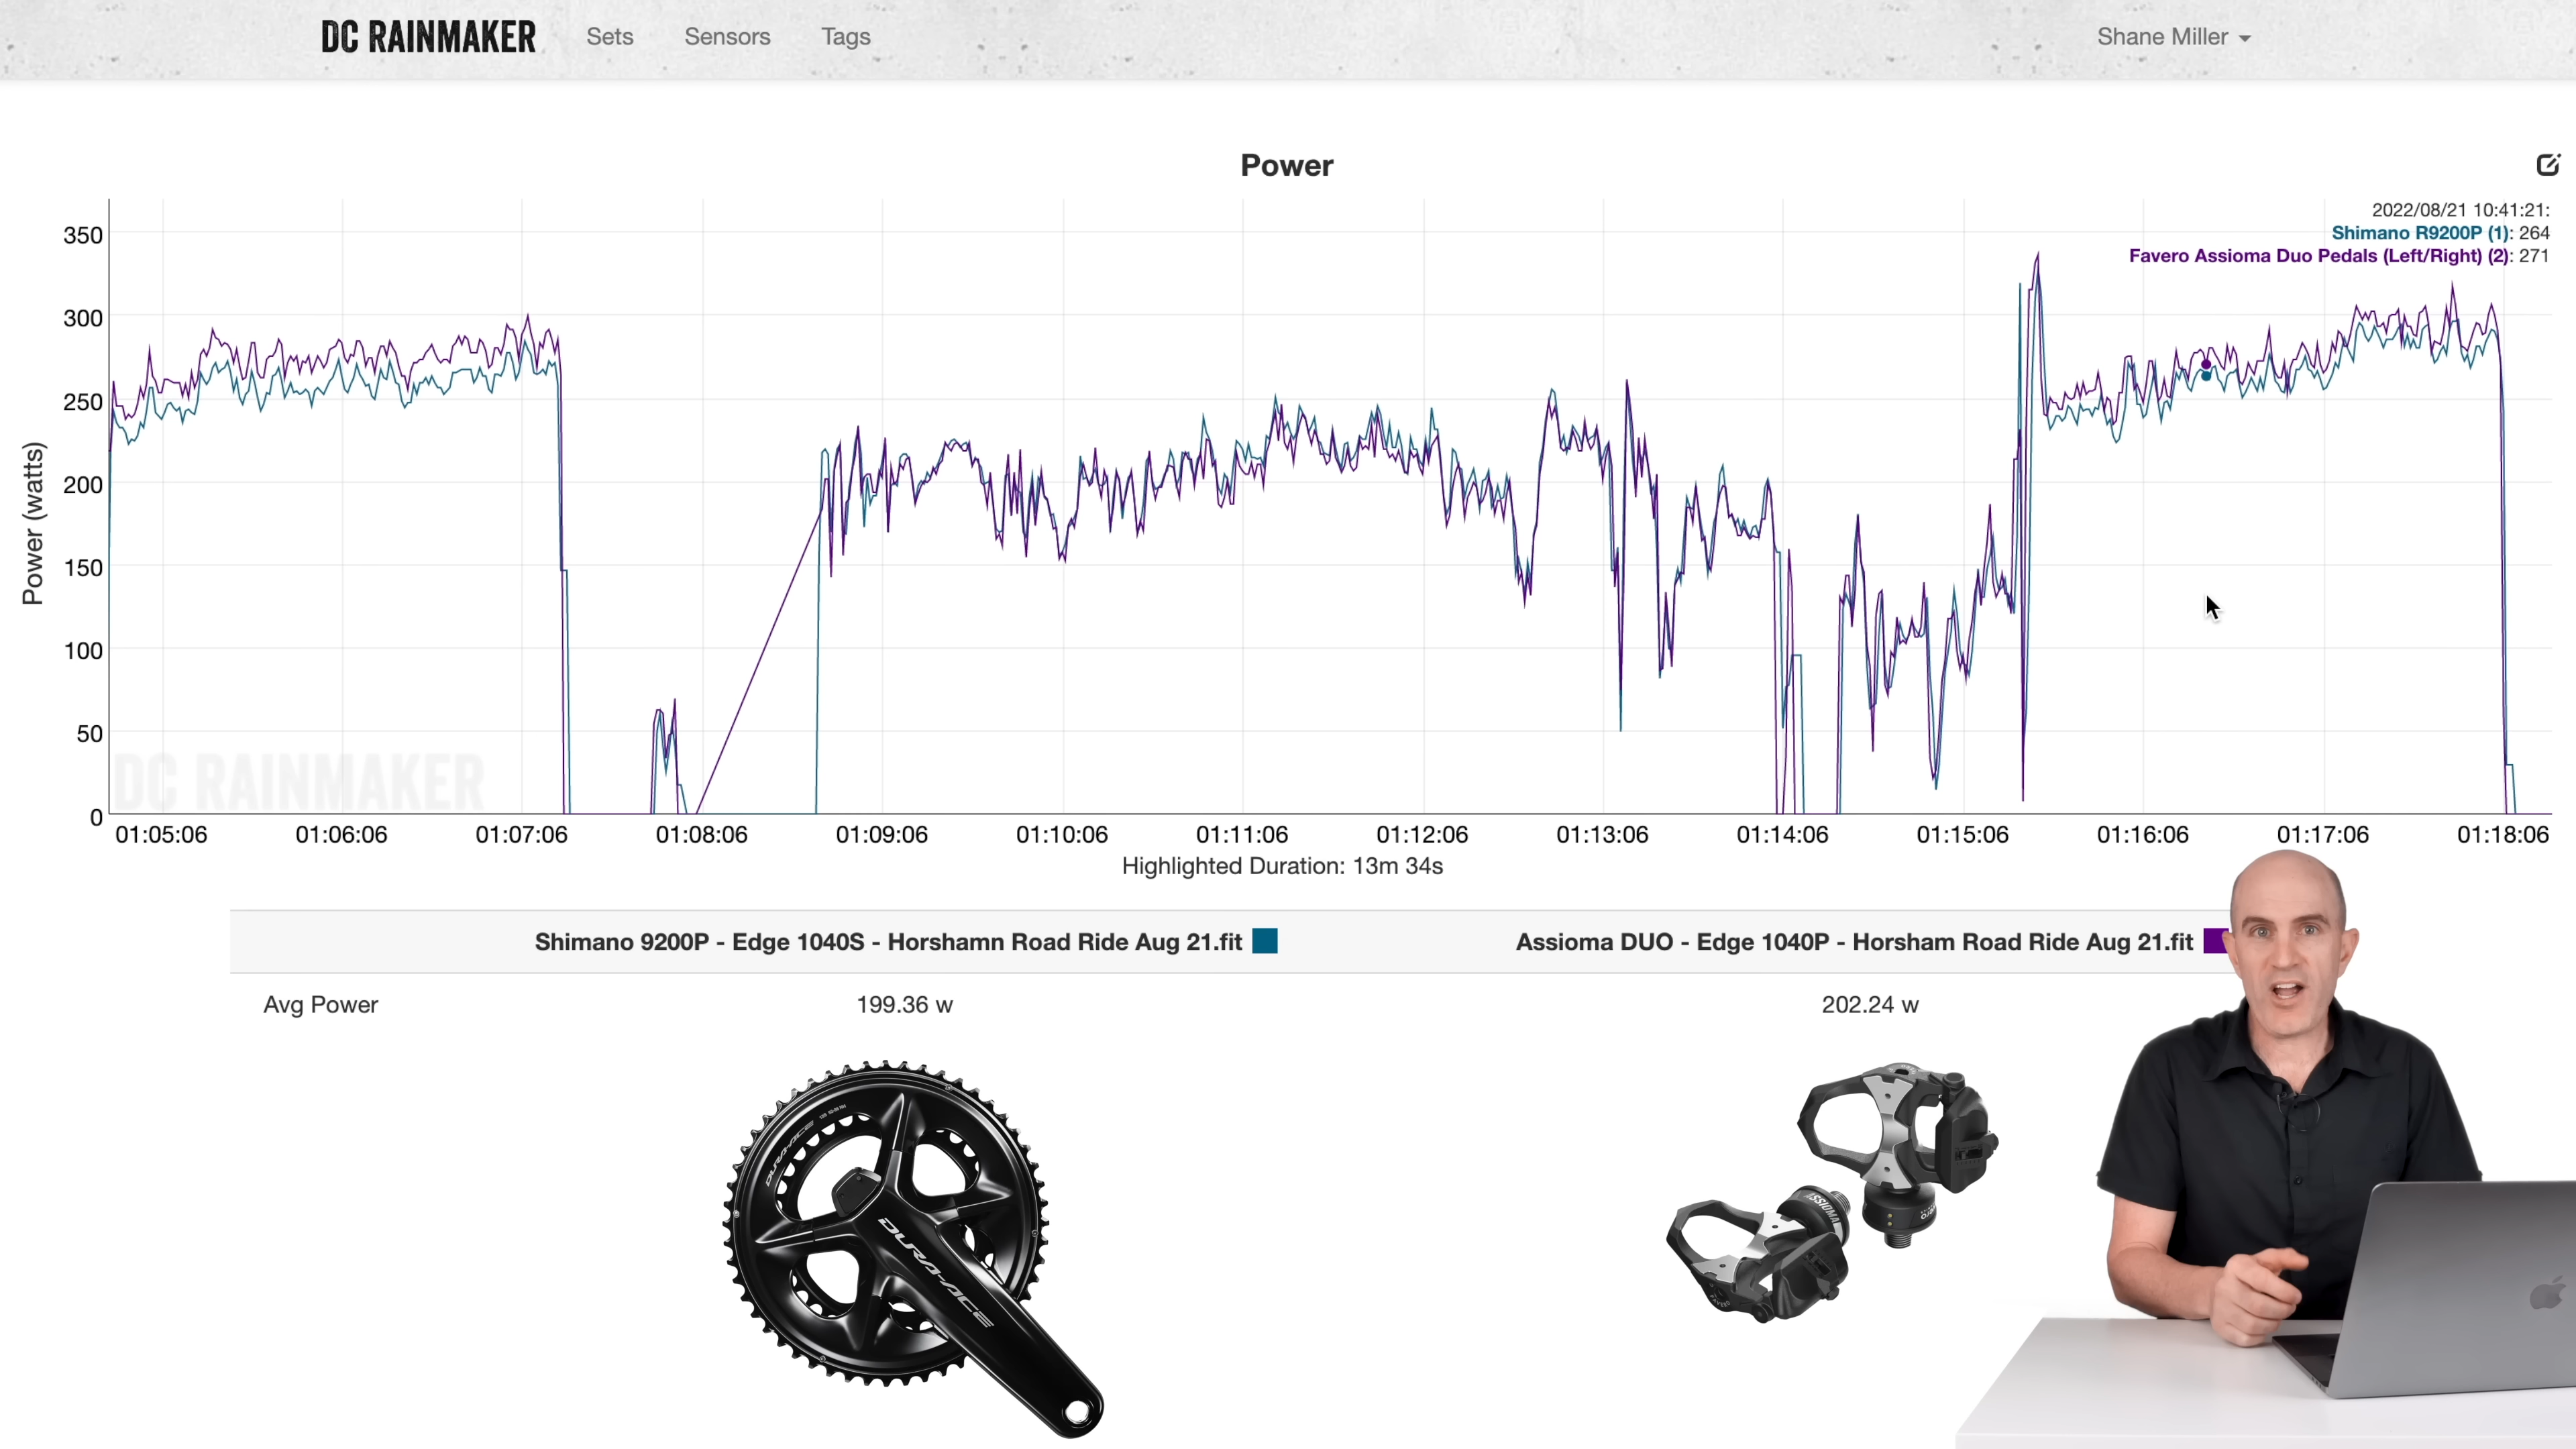 DC RAINMAKER Sets Sensors Tags Shane Miller
Power
2022/08/21 10:41:21:
Shimano R9200P (1): 264
Favero Assioma Duo Pedals (Left/Right) (2): 271
Power (watts)
350
300
250
200
150
100
50
0
DC RAINMAKER
01:05:06 01:06:06 01:07:06 01:08:06 01:09:06 01:10:06 01:11:06 01:12:06 01:13:06 01:14:06 01:15:06 01:16:06 01:17:06 01:18:06
Highlighted Duration: 13m 34s
Shimano 9200P - Edge 1040S - Horshamn Road Ride Aug 21.fit Assioma DUO - Edge 1040P - Horsham Road Ride Aug 21.fit
Avg Power 199.36 w 202.24 w
DURA-ACE
DURA-ACE
ASSIOMA